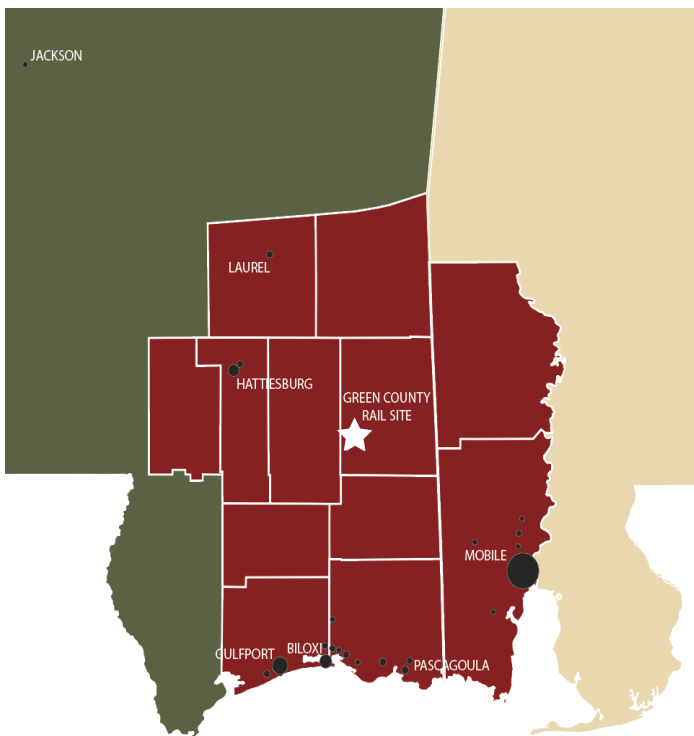 JACKSON
LAUREL
HATTIESBURG
GREEN COUNTY
RAIL SITE
MOBILE
GULFPORT
BILOXI
PASCAGOULA